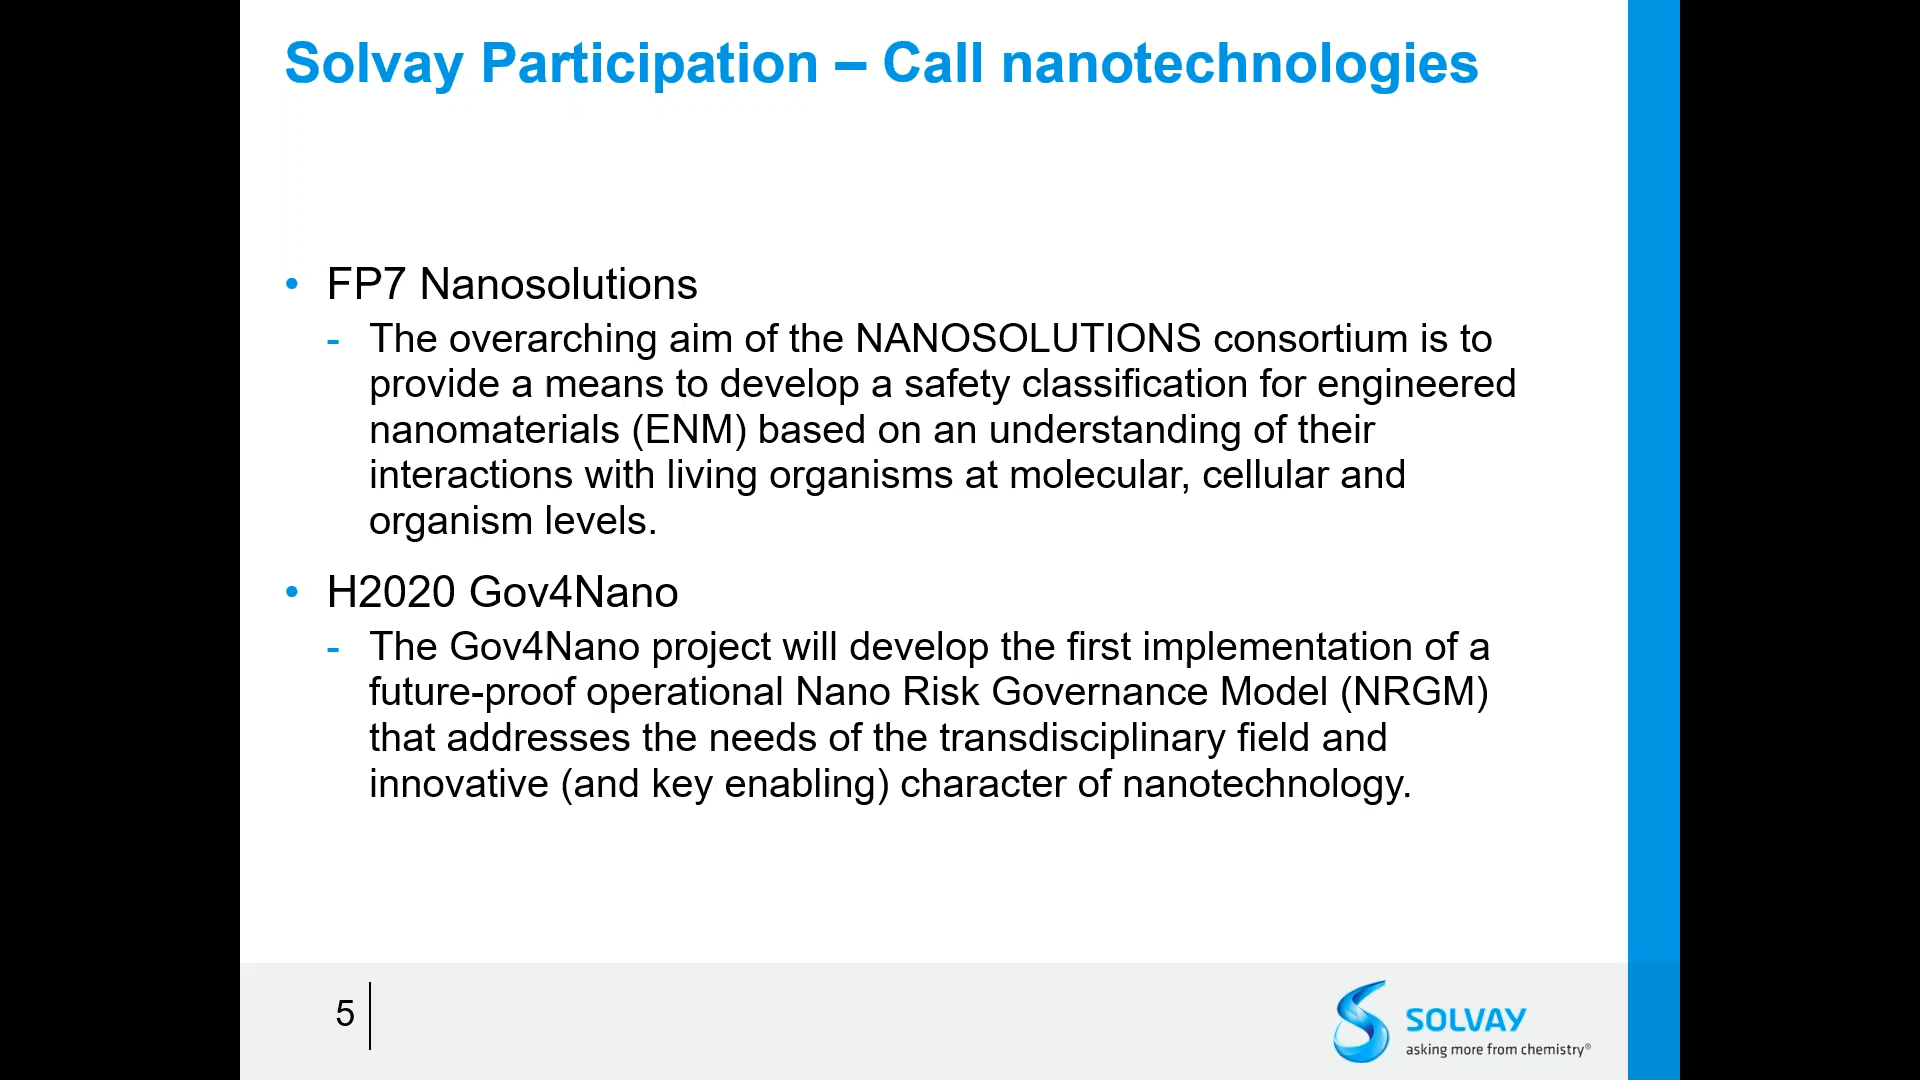 Solvay Participation – Call nanotechnologies
• FP7 Nanosolutions
- The overarching aim of the NANOSOLUTIONS consortium is to
provide a means to develop a safety classification for engineered
nanomaterials (ENM) based on an understanding of their
interactions with living organisms at molecular, cellular and
organism levels.
• H2020 Gov4Nano
- The Gov4Nano project will develop the first implementation of a
future-proof operational Nano Risk Governance Model (NRGM)
that addresses the needs of the transdisciplinary field and
innovative (and key enabling) character of nanotechnology.
5
SOLVAY
asking more from chemistry®